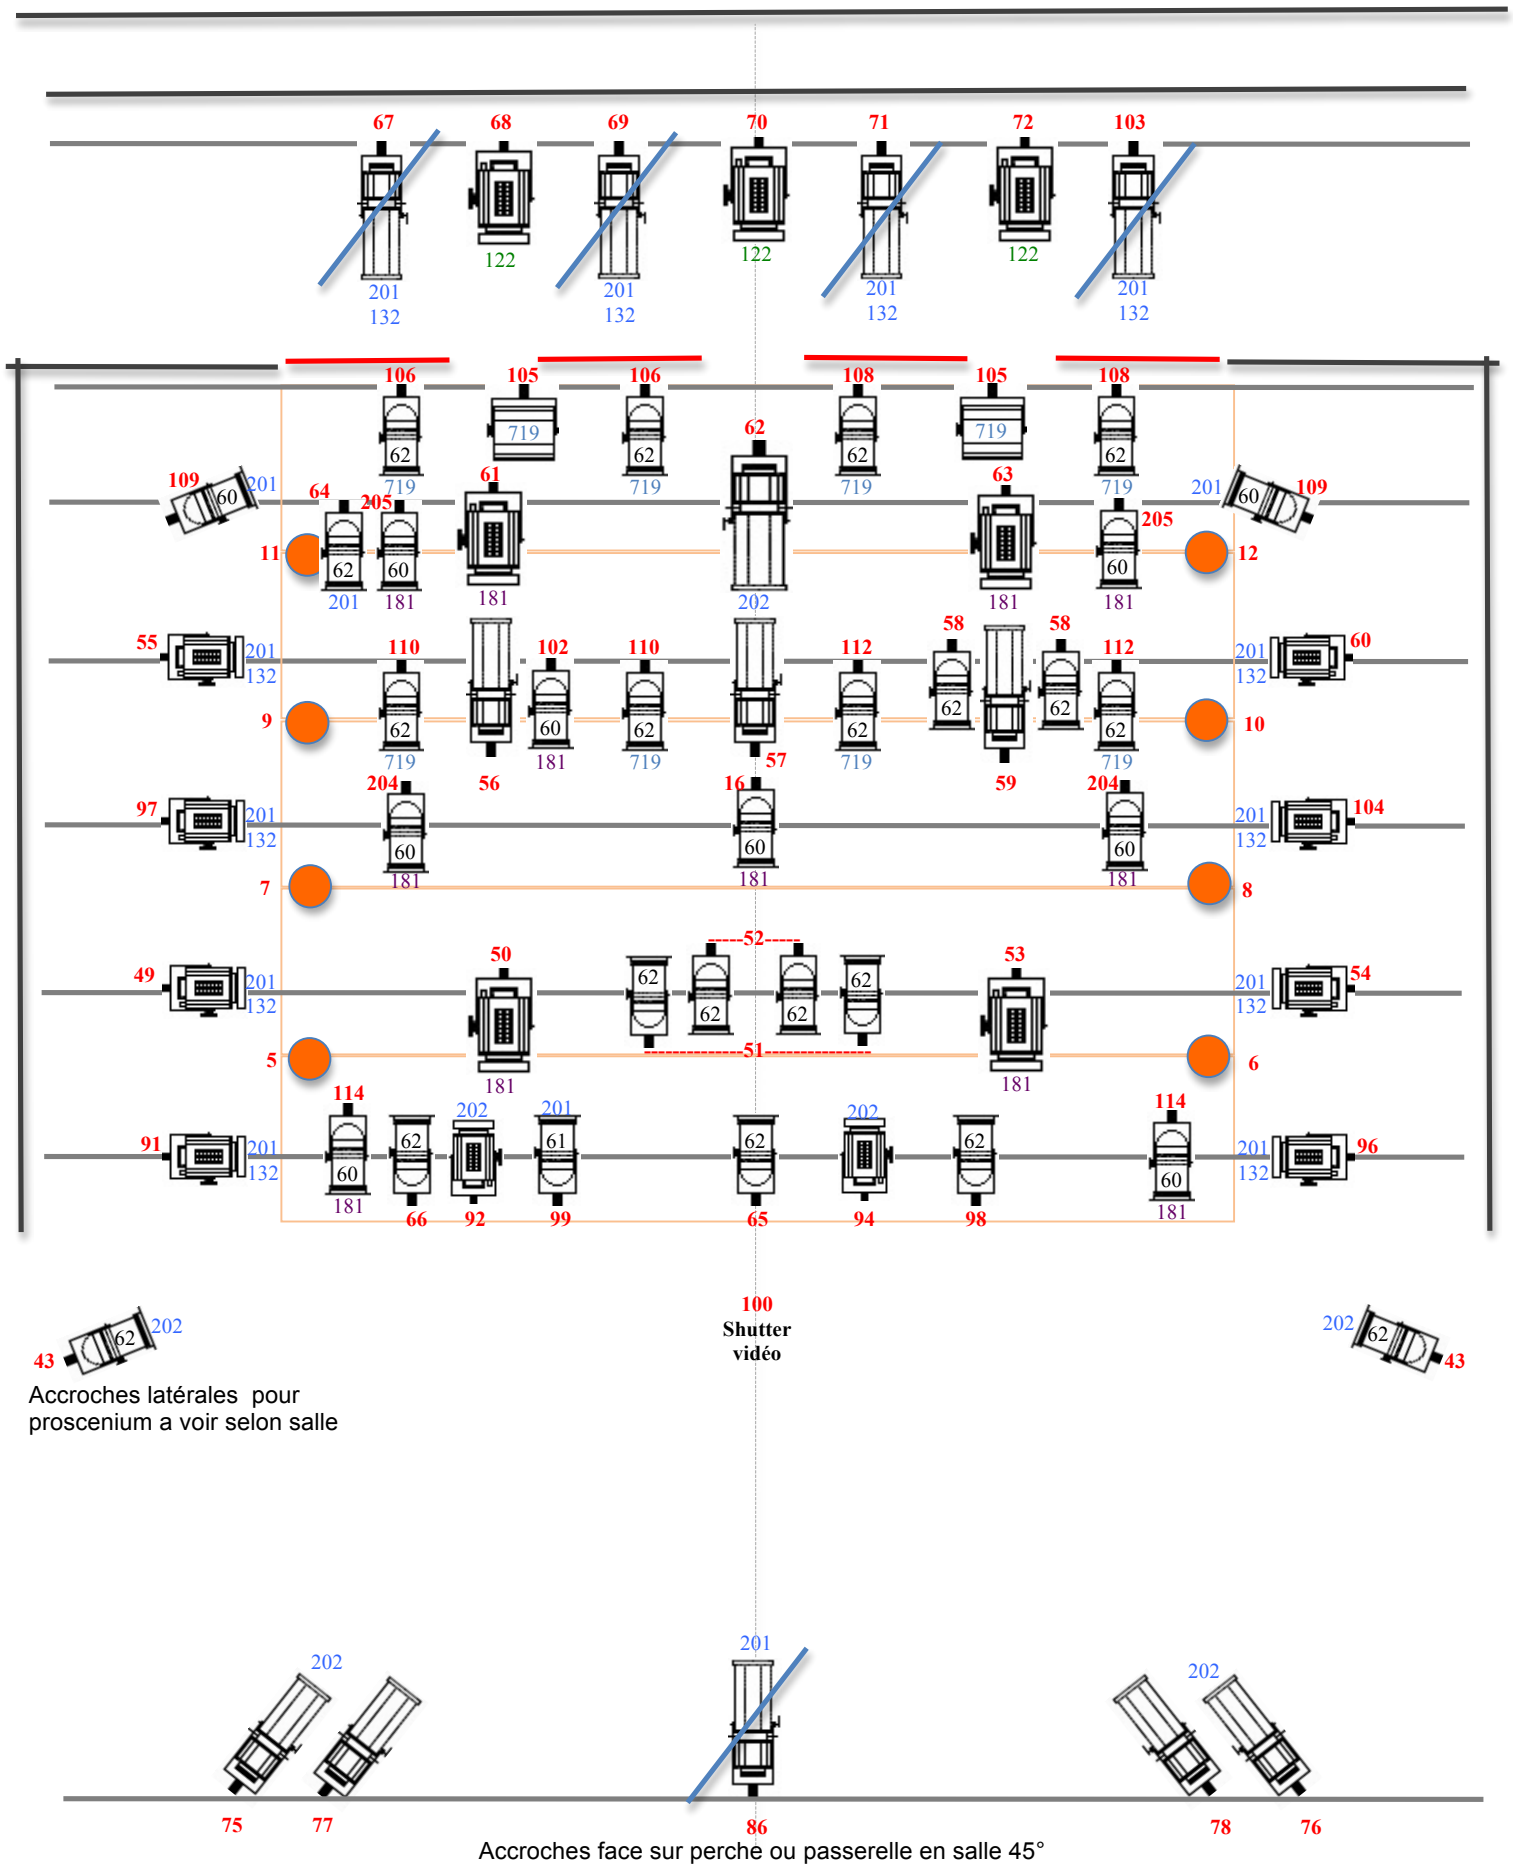 67 68 69 70 71 72 103
122 122 122
201 201 201 201
132 132 132 132
106 105 106 108 105 108
719 719
62
62 62 62 62
109 201 64 719 205 61 719 719 63 719 205 201 109
60 60
11 12
62 60 60
201 181 181 202 181 181
55 201 110 102 110 112 58 58 112 201 60
132 132
62 62
9 62 60 62 62 62 10
719 181 719 57 719 719
204 56 16 59 204
97 201 201 104
132 132
60 60 60
7 181 181 181 8
-----52-----
50 53
49 201 62 62 201 54
132 62 62 132
5 ---------------51--------------- 6
181 181
114 202 201 202 114
91 201 62 61 62 62 201 96
132 60 60 132
181 181
66 92 99 65 94 98
100
Shutter
vidéo
62 202 202 62
43 43
Accroches latérales pour
proscenium a voir selon salle
201
202 202
75 77 86 78 76
Accroches face sur perche ou passerelle en salle 45°